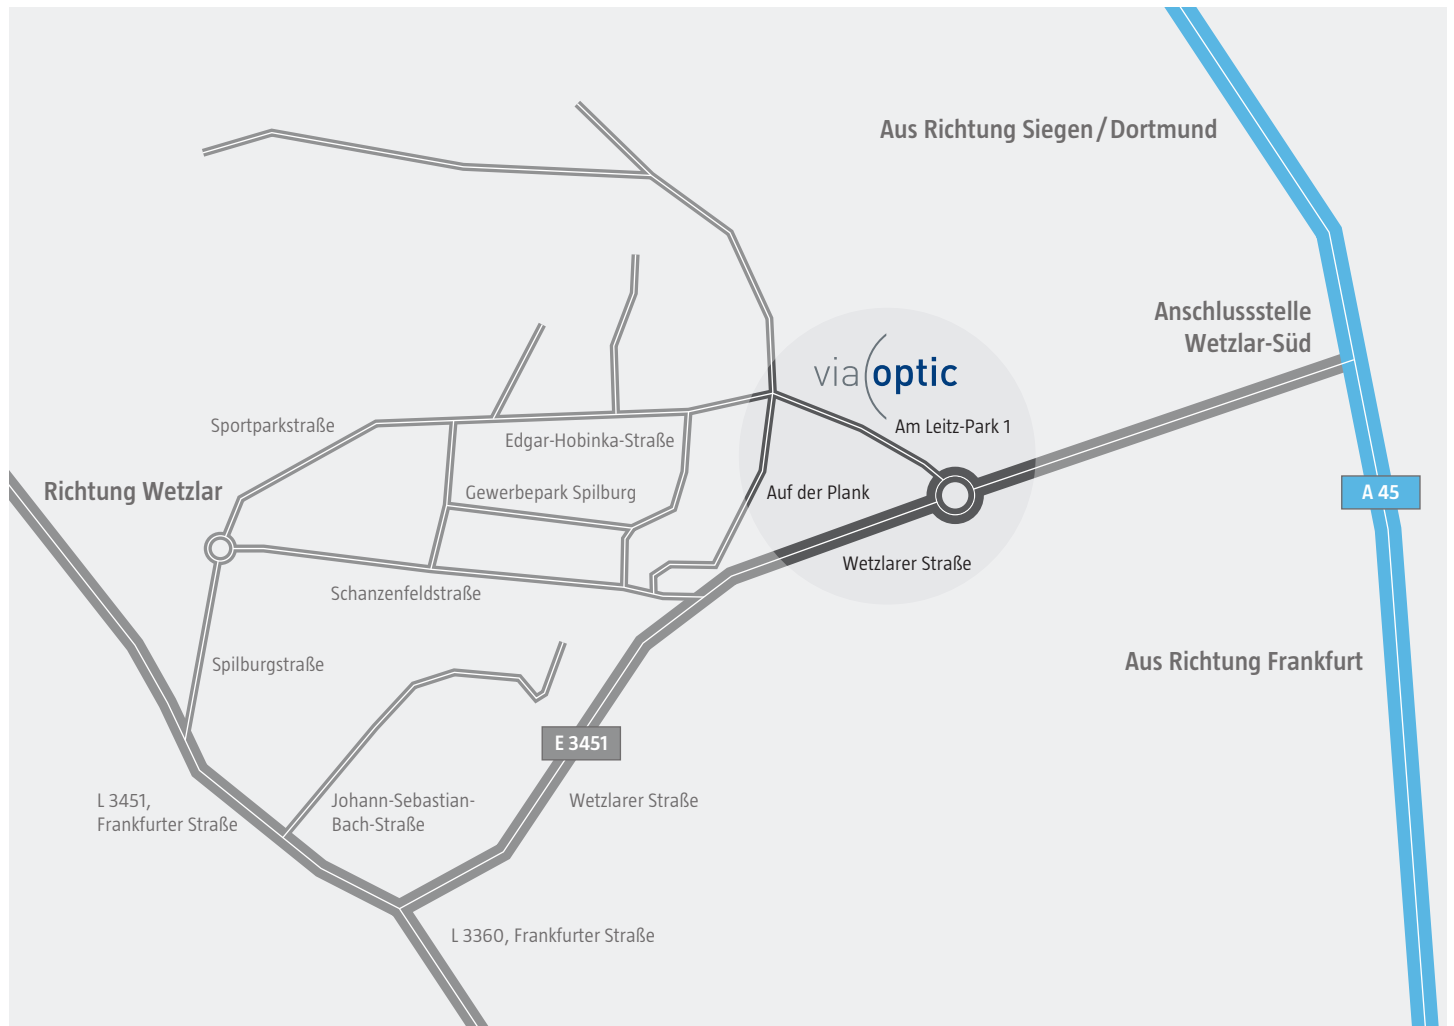 Aus Richtung Siegen/Dortmund
Anschlussstelle
Wetzlar-Süd
via optic
Am Leitz-Park 1
Sportparkstraße
Edgar-Hobinka-Straße
Richtung Wetzlar
Gewerbepark Spilburg
Auf der Plank
A 45
Wetzlarer Straße
Schanzenfeldstraße
Spilburgstraße
Aus Richtung Frankfurt
E 3451
L 3451,
Frankfurter Straße
Johann-Sebastian-
Bach-Straße
Wetzlarer Straße
L 3360, Frankfurter Straße